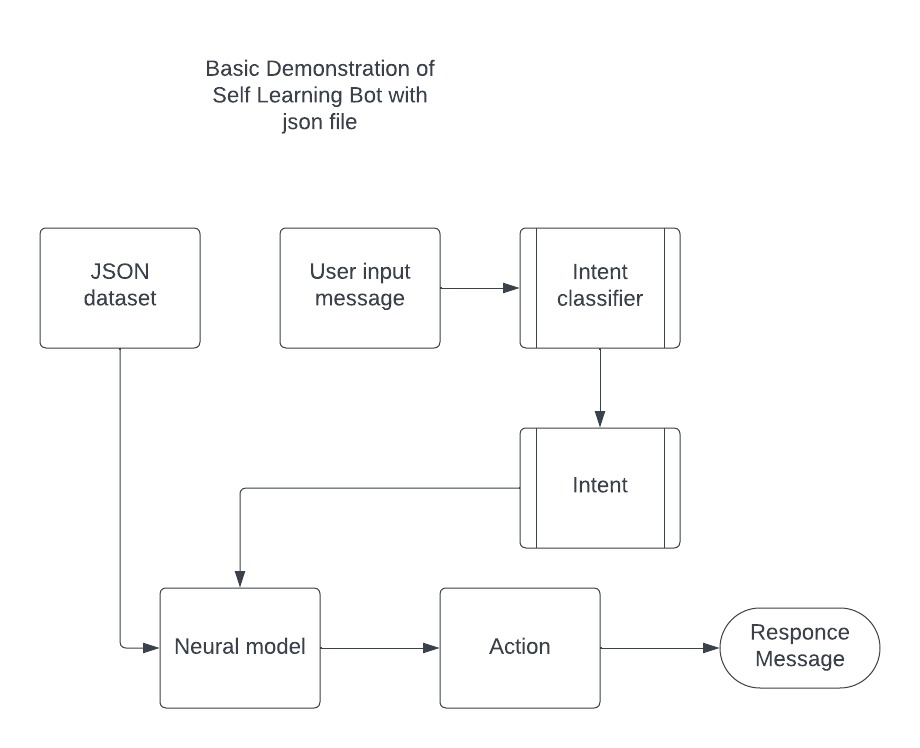 Basic Demonstration of
Self Learning Bot with
json file
JSON
dataset
User input
message
Intent
classifier
Intent
Neural model
Action
Responce
Message